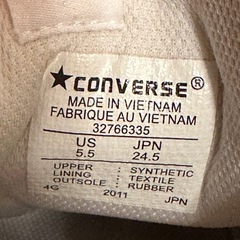 ★CONVERSE®
MADE IN VIETNAM
FABRIQUE AU VIETNAM
32766335
US JPN
5.5 24.5
UPPER : SYNTHETIC
LINING : TEXTILE
OUTSOLE : RUBBER
4G 2011 JPN